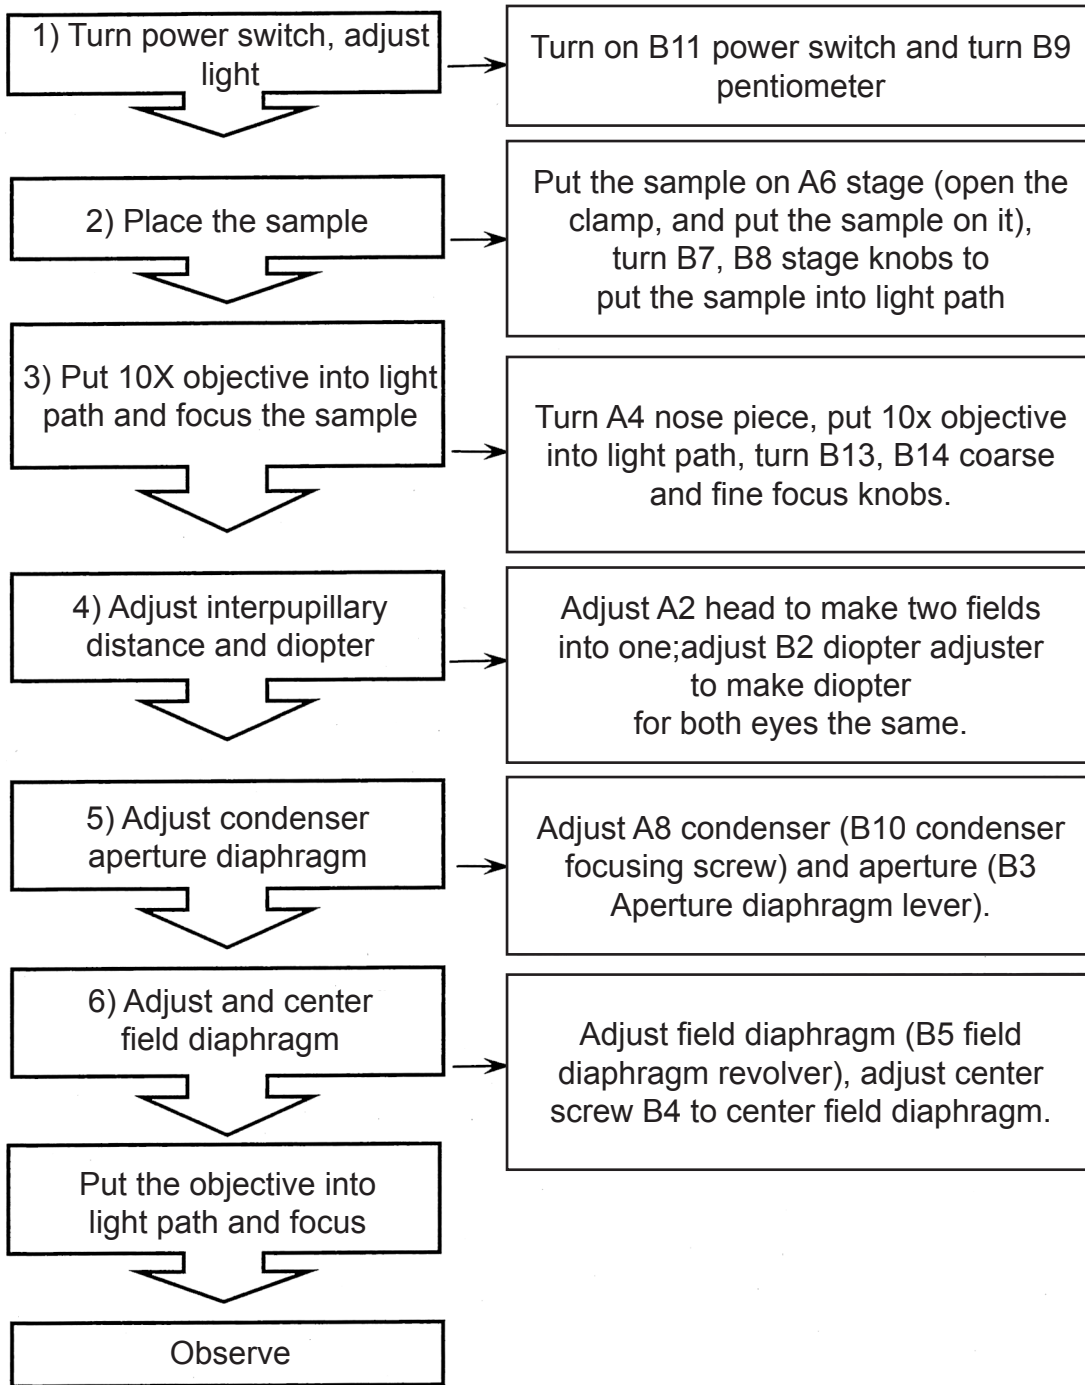 1) Turn power switch, adjust
light
Turn on B11 power switch and turn B9
pentiometer
2) Place the sample
Put the sample on A6 stage (open the
clamp, and put the sample on it),
turn B7, B8 stage knobs to
put the sample into light path
3) Put 10X objective into light
path and focus the sample
Turn A4 nose piece, put 10x objective
into light path, turn B13, B14 coarse
and fine focus knobs.
4) Adjust interpupillary
distance and diopter
Adjust A2 head to make two fields
into one;adjust B2 diopter adjuster
to make diopter
for both eyes the same.
5) Adjust condenser
aperture diaphragm
Adjust A8 condenser (B10 condenser
focusing screw) and aperture (B3
Aperture diaphragm lever).
6) Adjust and center
field diaphragm
Adjust field diaphragm (B5 field
diaphragm revolver), adjust center
screw B4 to center field diaphragm.
Put the objective into
light path and focus
Observe